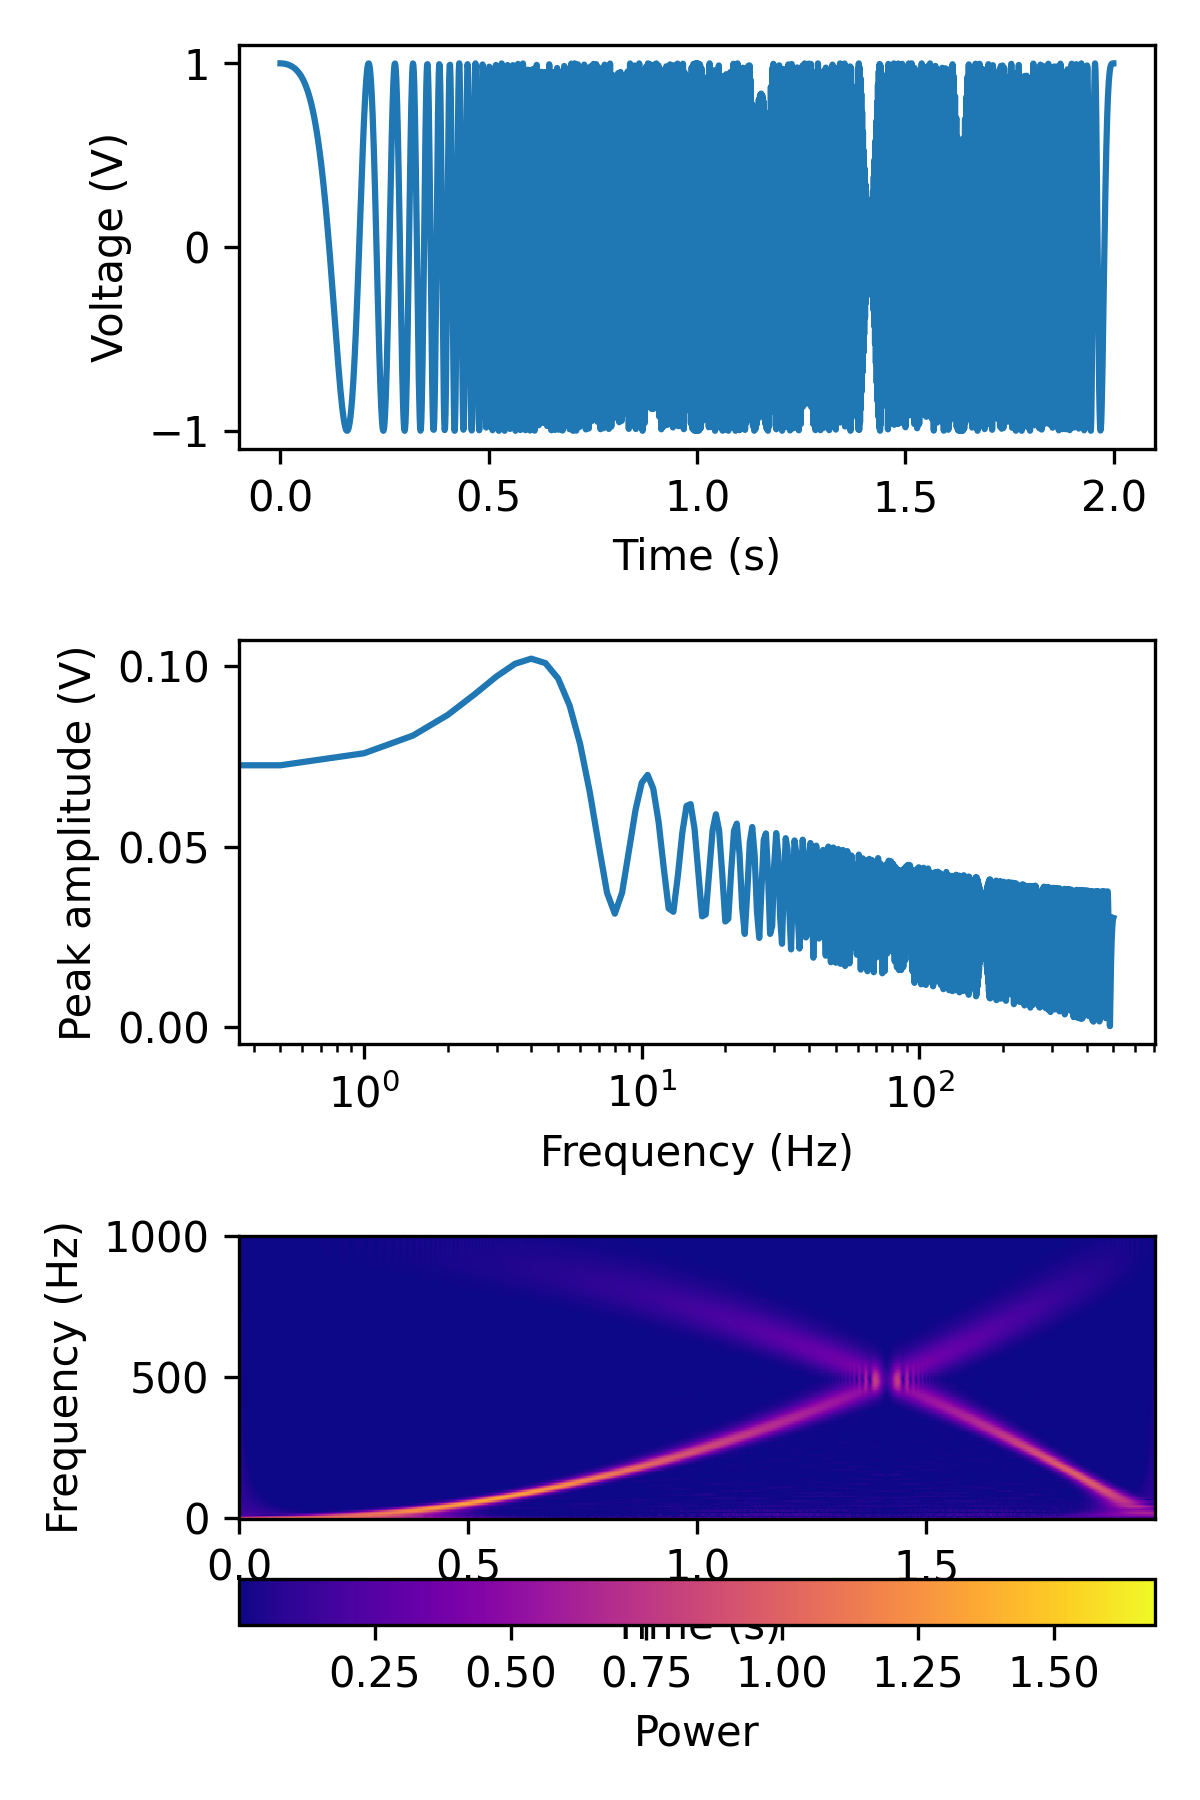 1
0
−1
Voltage (V)
0.0 0.5 1.0 1.5 2.0
Time (s)
0.10
0.05
0.00
Peak amplitude (V)
10⁰ 10¹ 10²
Frequency (Hz)
1000
500
0
Frequency (Hz)
0.0 0.5 1.0 1.5
(s)
0.25 0.50 0.75 1.00 1.25 1.50
Power